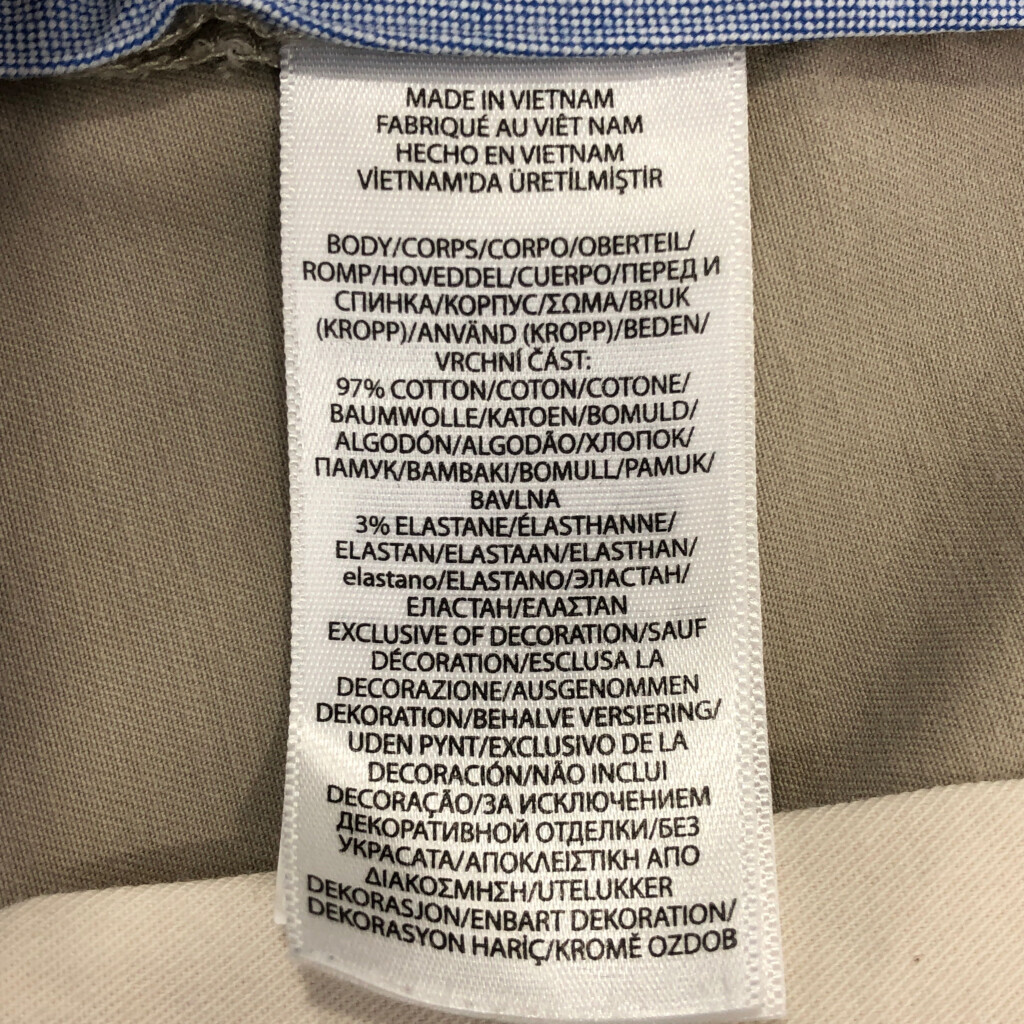 MADE IN VIETNAM
FABRIQUÉ AU VIÊT NAM
HECHO EN VIETNAM
VİETNAM'DA ÜRETİLMİŞTİR
BODY/CORPS/CORPO/OBERTEIL/
ROMP/HOVEDDEL/CUERPO/ПЕРЕД И
СПИНКА/КОРПУС/ΣΩΜΑ/BRUK
(KROPP)/ANVÄND (KROPP)/BEDEN/
VRCHNÍ ČÁST:
97% COTTON/COTON/COTONE/
BAUMWOLLE/KATOEN/BOMULD/
ALGODÓN/ALGODÃO/ХЛОПОК/
ПАМУК/BAMBAKI/BOMULL/PAMUK/
BAVLNA
3% ELASTANE/ÉLASTHANNE/
ELASTAN/ELASTAAN/ELASTHAN/
elastano/ELASTANO/ЭЛАСТАН/
ЕЛАСТАН/ΕΛΑΣΤΑΝ
EXCLUSIVE OF DECORATION/SAUF
DÉCORATION/ESCLUSA LA
DECORAZIONE/AUSGENOMMEN
DEKORATION/BEHALVE VERSIERING/
UDEN PYNT/EXCLUSIVO DE LA
DECORACIÓN/NÃO INCLUI
DECORAÇÃO/ЗА ИСКЛЮЧЕНИЕМ
ДЕКОРАТИВНОЙ ОТДЕЛКИ/БЕЗ
УКРАСАТА/ΑΠΟΚΛΕΙΣΤΙΚΗ ΑΠΟ
ΔΙΑΚΟΣΜΗΣΗ/UTELUKKER
DEKORASJON/ENBART DEKORATION/
DEKORASYON HARİÇ/KROMĚ OZDOB